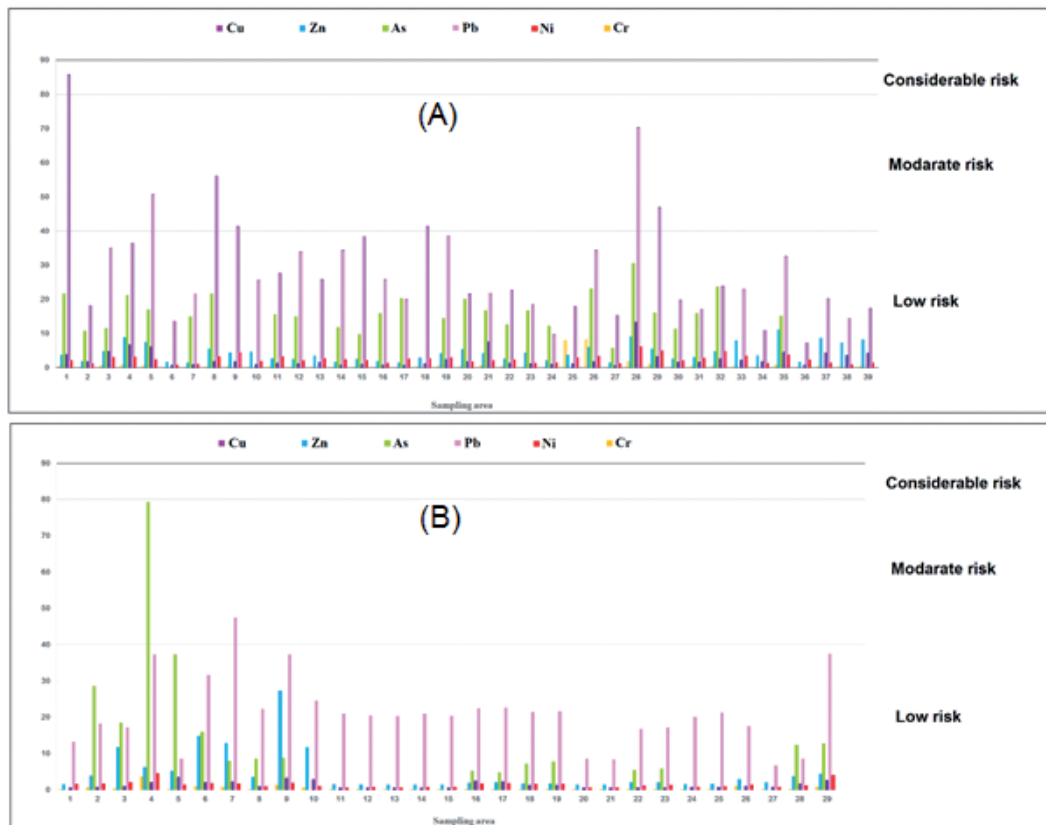 Cu Zn As Pb Ni Cr
90
80
70
60
50
40
30
20
10
0
(A)
Considerable risk
Modarate risk
Low risk
1 2 3 4 5 6 7 8 9 10 11 12 13 14 15 16 17 18 19 20 21 22 23 24 25 26 27 28 29 30 31 32 33 34 35 36 37 38 39
Sampling area
Cu Zn As Pb Ni Cr
90
80
70
60
50
40
30
20
10
0
(B)
Considerable risk
Modarate risk
Low risk
1 2 3 4 5 6 7 8 9 10 11 12 13 14 15 16 17 18 19 20 21 22 23 24 25 26 27 28 29
Sampling area